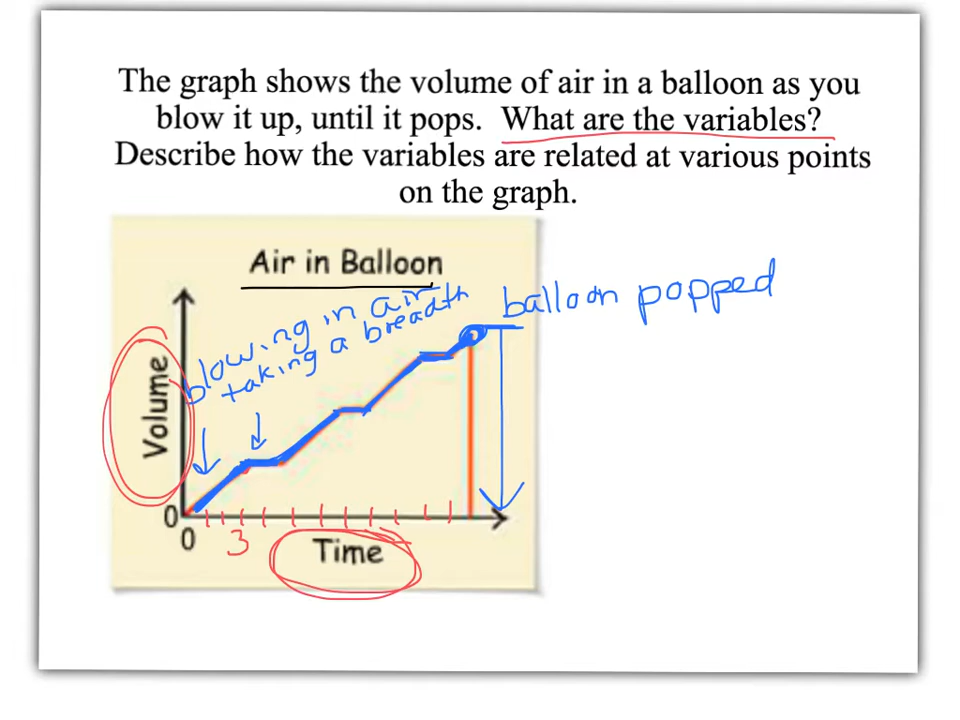 The graph shows the volume of air in a balloon as you
blow it up, until it pops. What are the variables?
Describe how the variables are related at various points
on the graph.
Air in Balloon
blowing in air
taking a breadth
balloon popped
Volume
0
0
3
Time